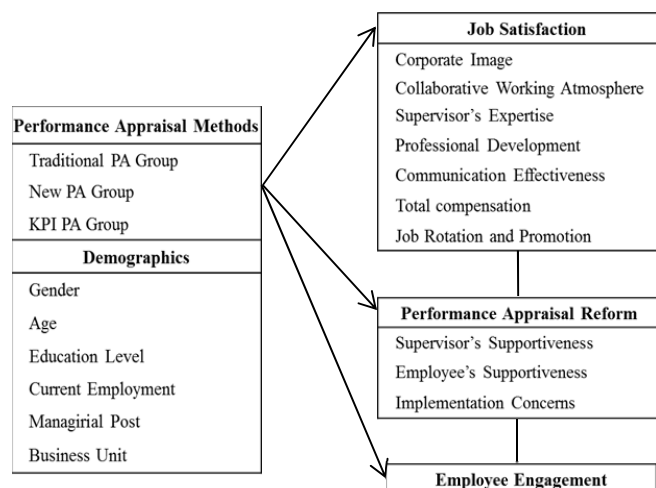 Performance Appraisal Methods
Traditional PA Group
New PA Group
KPI PA Group
Demographics
Gender
Age
Education Level
Current Employment
Managirial Post
Business Unit
Job Satisfaction
Corporate Image
Collaborative Working Atmosphere
Supervisor's Expertise
Professional Development
Communication Effectiveness
Total compensation
Job Rotation and Promotion
Performance Appraisal Reform
Supervisor's Supportiveness
Employee's Supportiveness
Implementation Concerns
Employee Engagement